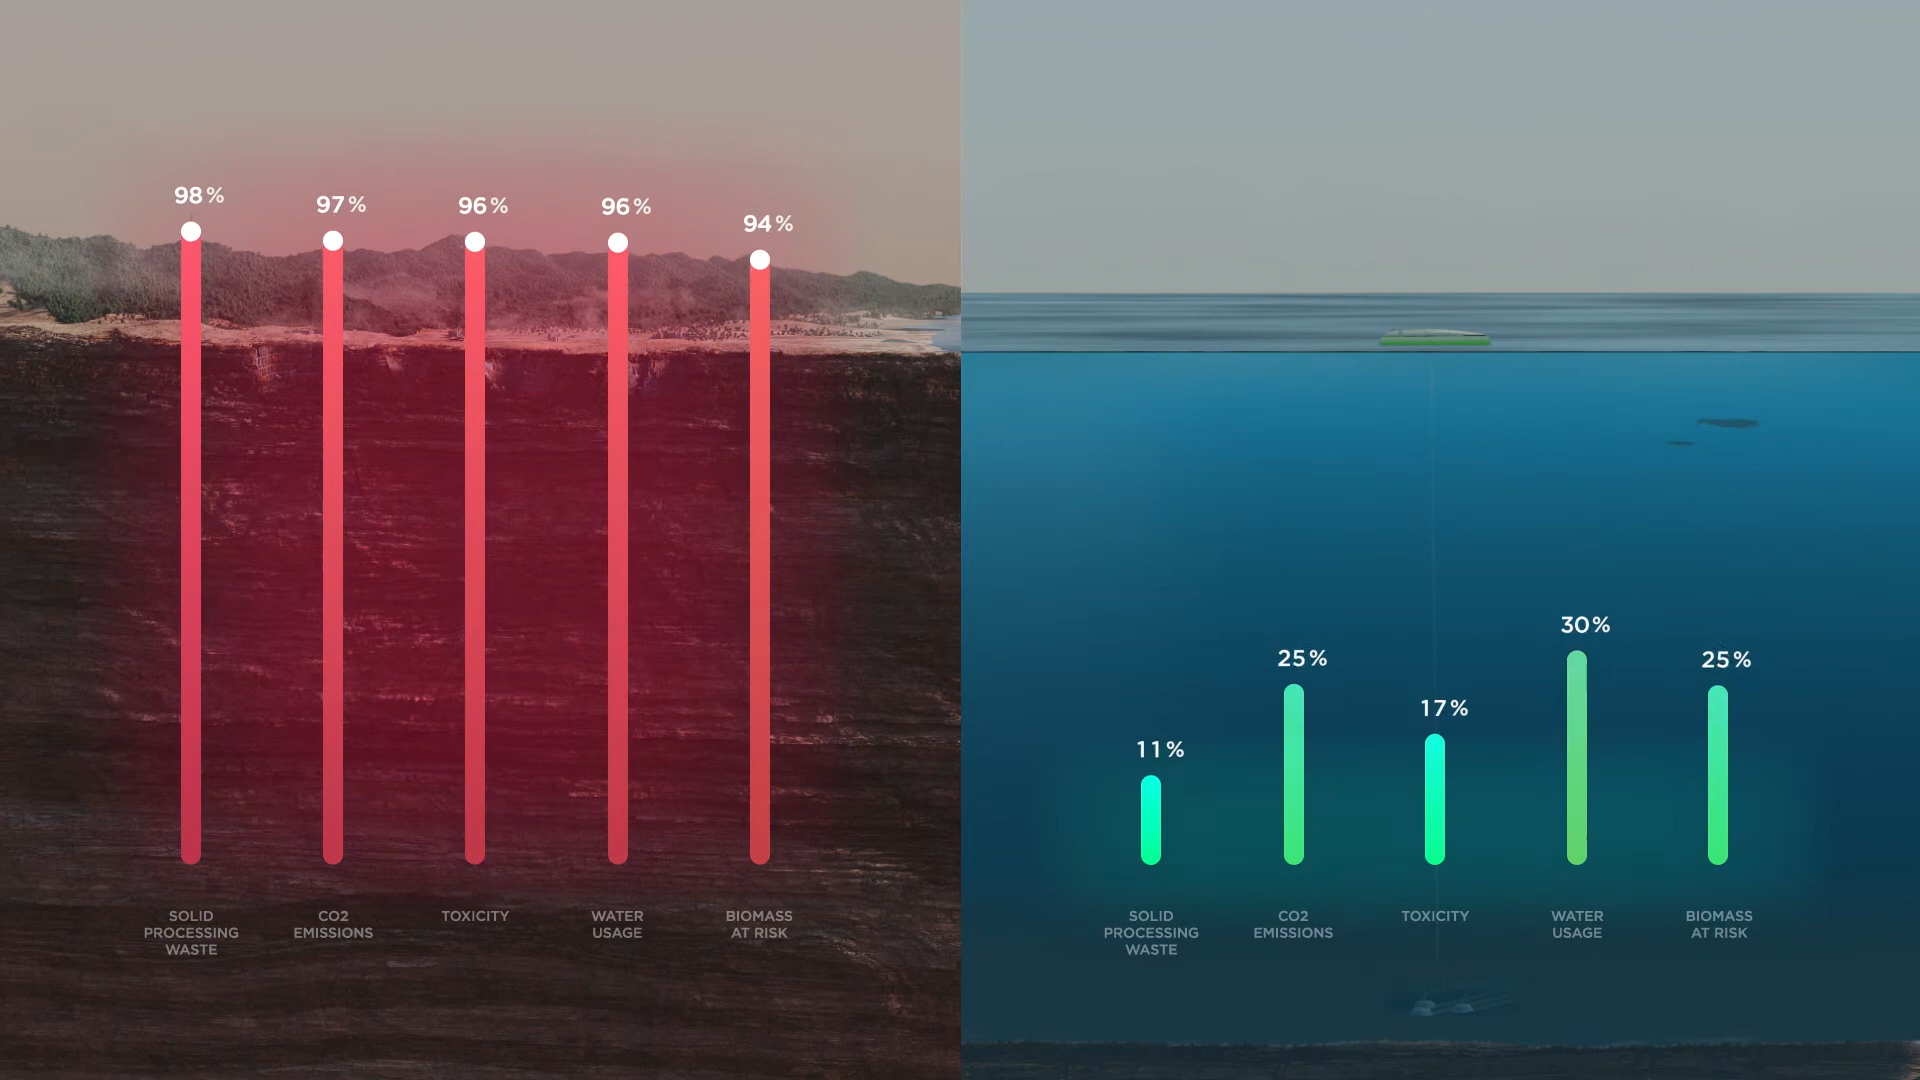 98%
97%
96%
96%
94%
SOLID
PROCESSING
WASTE
CO2
EMISSIONS
TOXICITY
WATER
USAGE
BIOMASS
AT RISK
11%
25%
17%
30%
25%
SOLID
PROCESSING
WASTE
CO2
EMISSIONS
TOXICITY
WATER
USAGE
BIOMASS
AT RISK